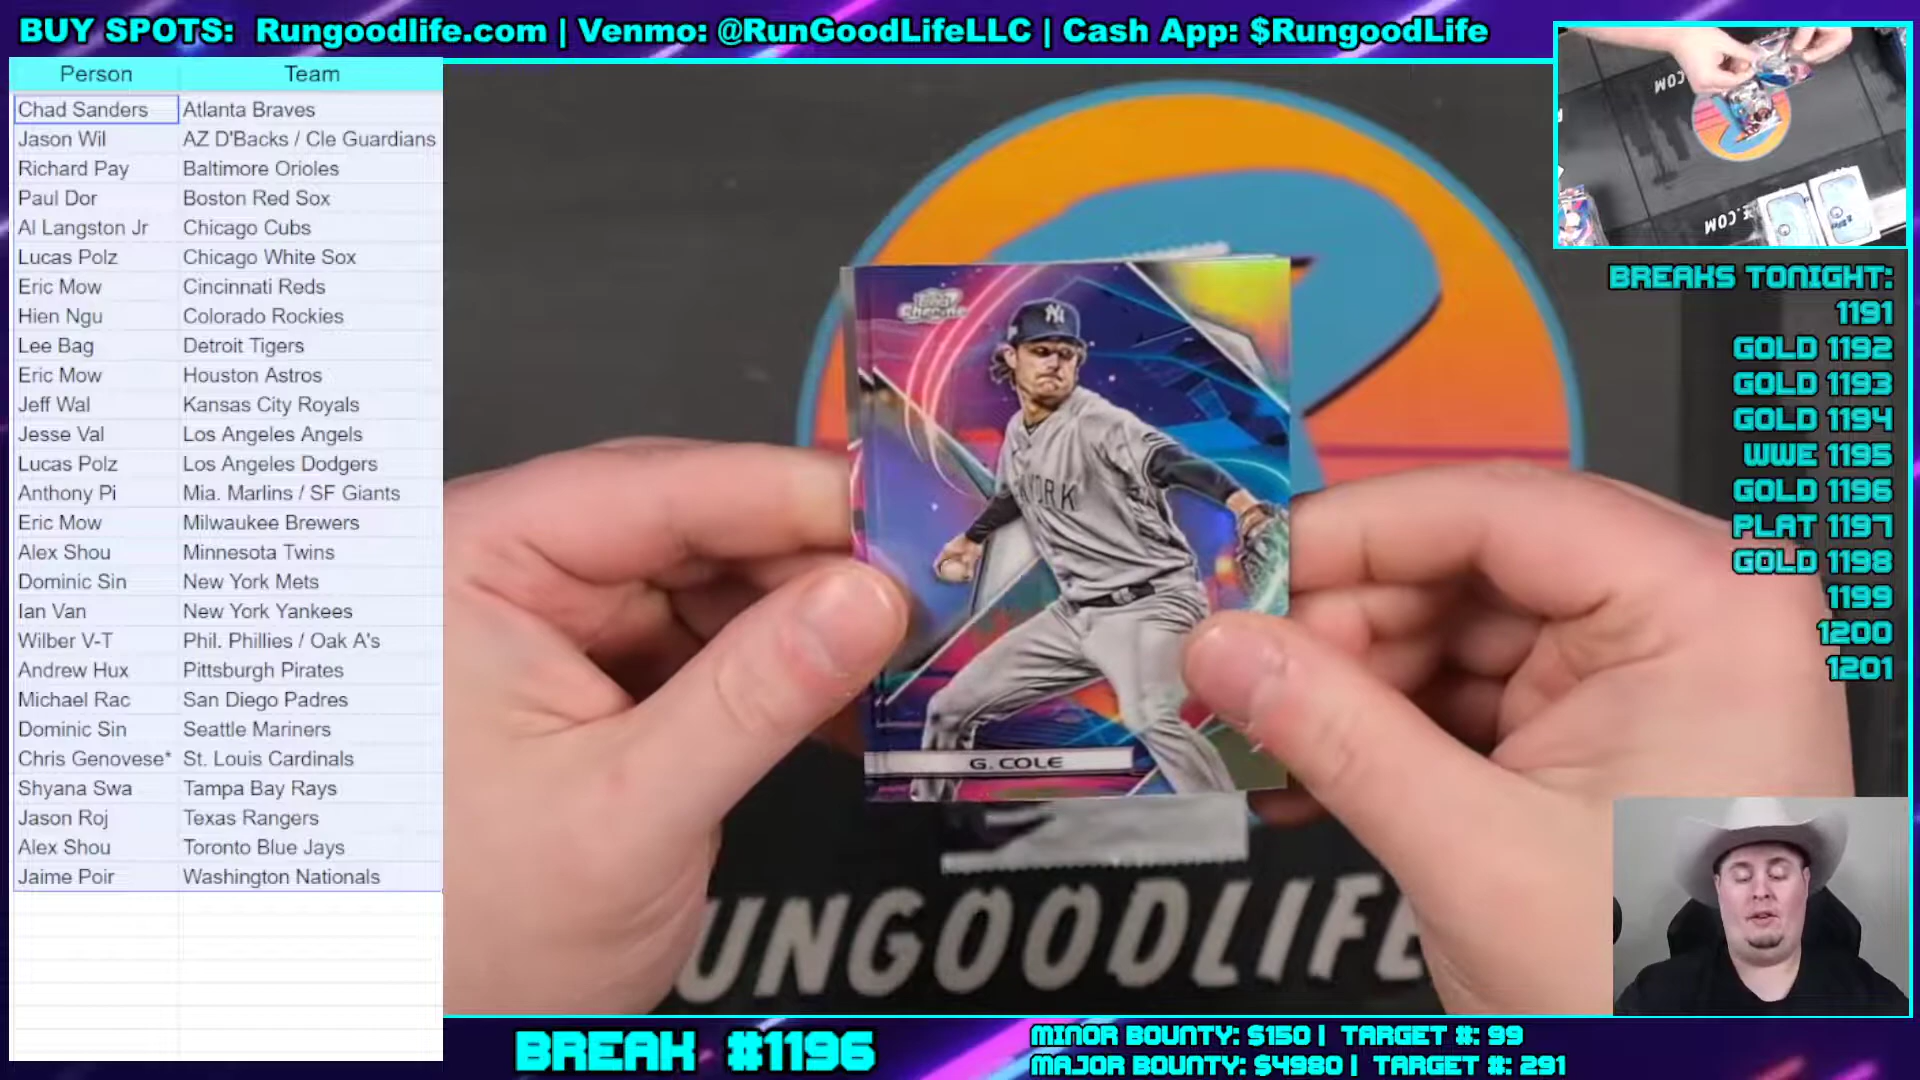 BUY SPOTS: Rungoodlife.com | Venmo: @RunGoodLifeLLC | Cash App: $RungoodLife
Person Team
Chad Sanders Atlanta Braves
Jason Wil AZ D'Backs / Cle Guardians
Richard Pay Baltimore Orioles
Paul Dor Boston Red Sox
Al Langston Jr Chicago Cubs
Lucas Polz Chicago White Sox
Eric Mow Cincinnati Reds
Hien Ngu Colorado Rockies
Lee Bag Detroit Tigers
Eric Mow Houston Astros
Jeff Wal Kansas City Royals
Jesse Val Los Angeles Angels
Lucas Polz Los Angeles Dodgers
Anthony Pi Mia. Marlins / SF Giants
Eric Mow Milwaukee Brewers
Alex Shou Minnesota Twins
Dominic Sin New York Mets
Ian Van New York Yankees
Wilber V-T Phil. Phillies / Oak A's
Andrew Hux Pittsburgh Pirates
Michael Rac San Diego Padres
Dominic Sin Seattle Mariners
Chris Genovese* St. Louis Cardinals
Shyana Swa Tampa Bay Rays
Jason Roj Texas Rangers
Alex Shou Toronto Blue Jays
Jaime Poir Washington Nationals
Chrome
NY
YORK
G. COLE
UNGOODLIFE
.COM
E.COM
BREAKS TONIGHT:
1191
GOLD 1192
GOLD 1193
GOLD 1194
WWE 1195
GOLD 1196
PLAT 1197
GOLD 1198
1199
1200
1201
BREAK #1196
MINOR BOUNTY: $150 | TARGET #: 99
MAJOR BOUNTY: $4980 | TARGET #: 291